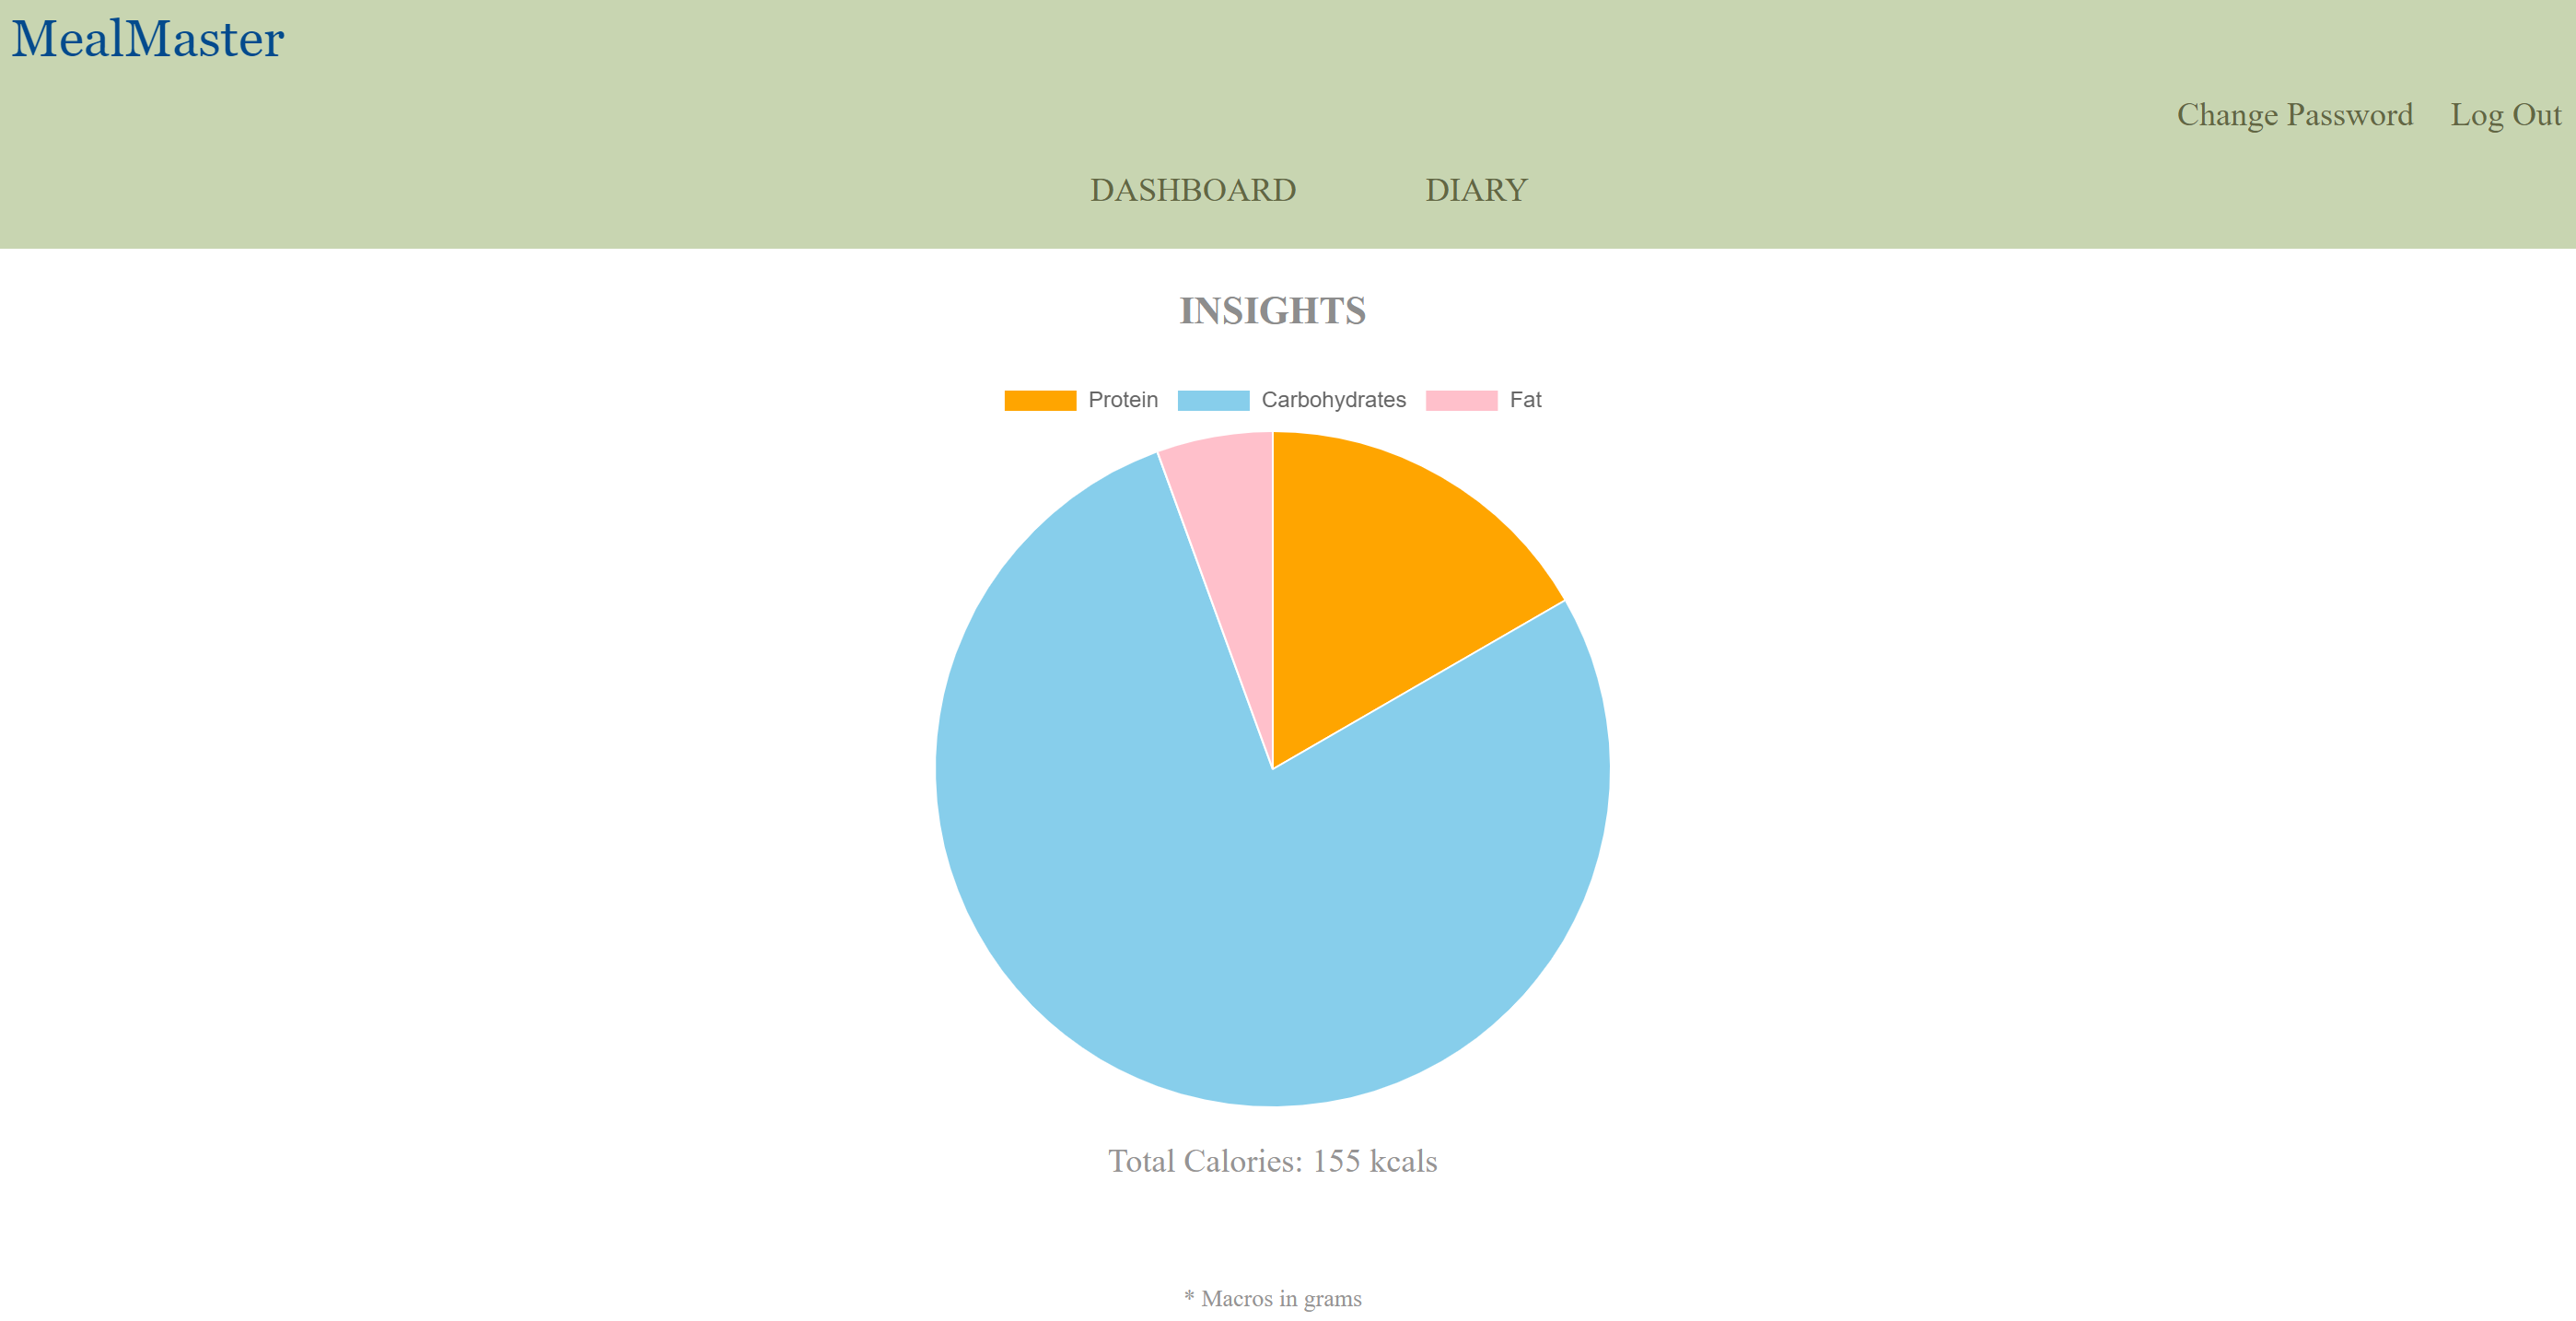 MealMaster
Change Password Log Out
DASHBOARD DIARY
INSIGHTS
Protein Carbohydrates Fat
Total Calories: 155 kcals
* Macros in grams